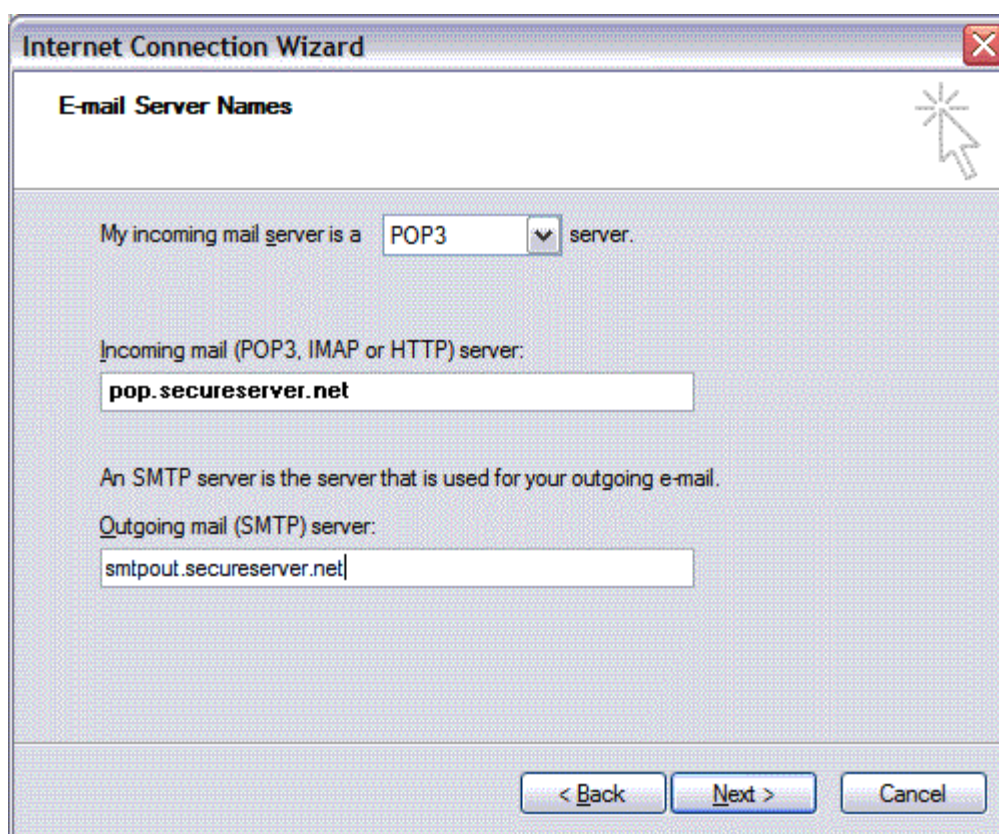 Internet Connection Wizard
E-mail Server Names
My incoming mail server is a POP3 server.
Incoming mail (POP3, IMAP or HTTP) server:
pop.secureserver.net
An SMTP server is the server that is used for your outgoing e-mail.
Outgoing mail (SMTP) server:
smtpout.secureserver.net
< Back Next > Cancel